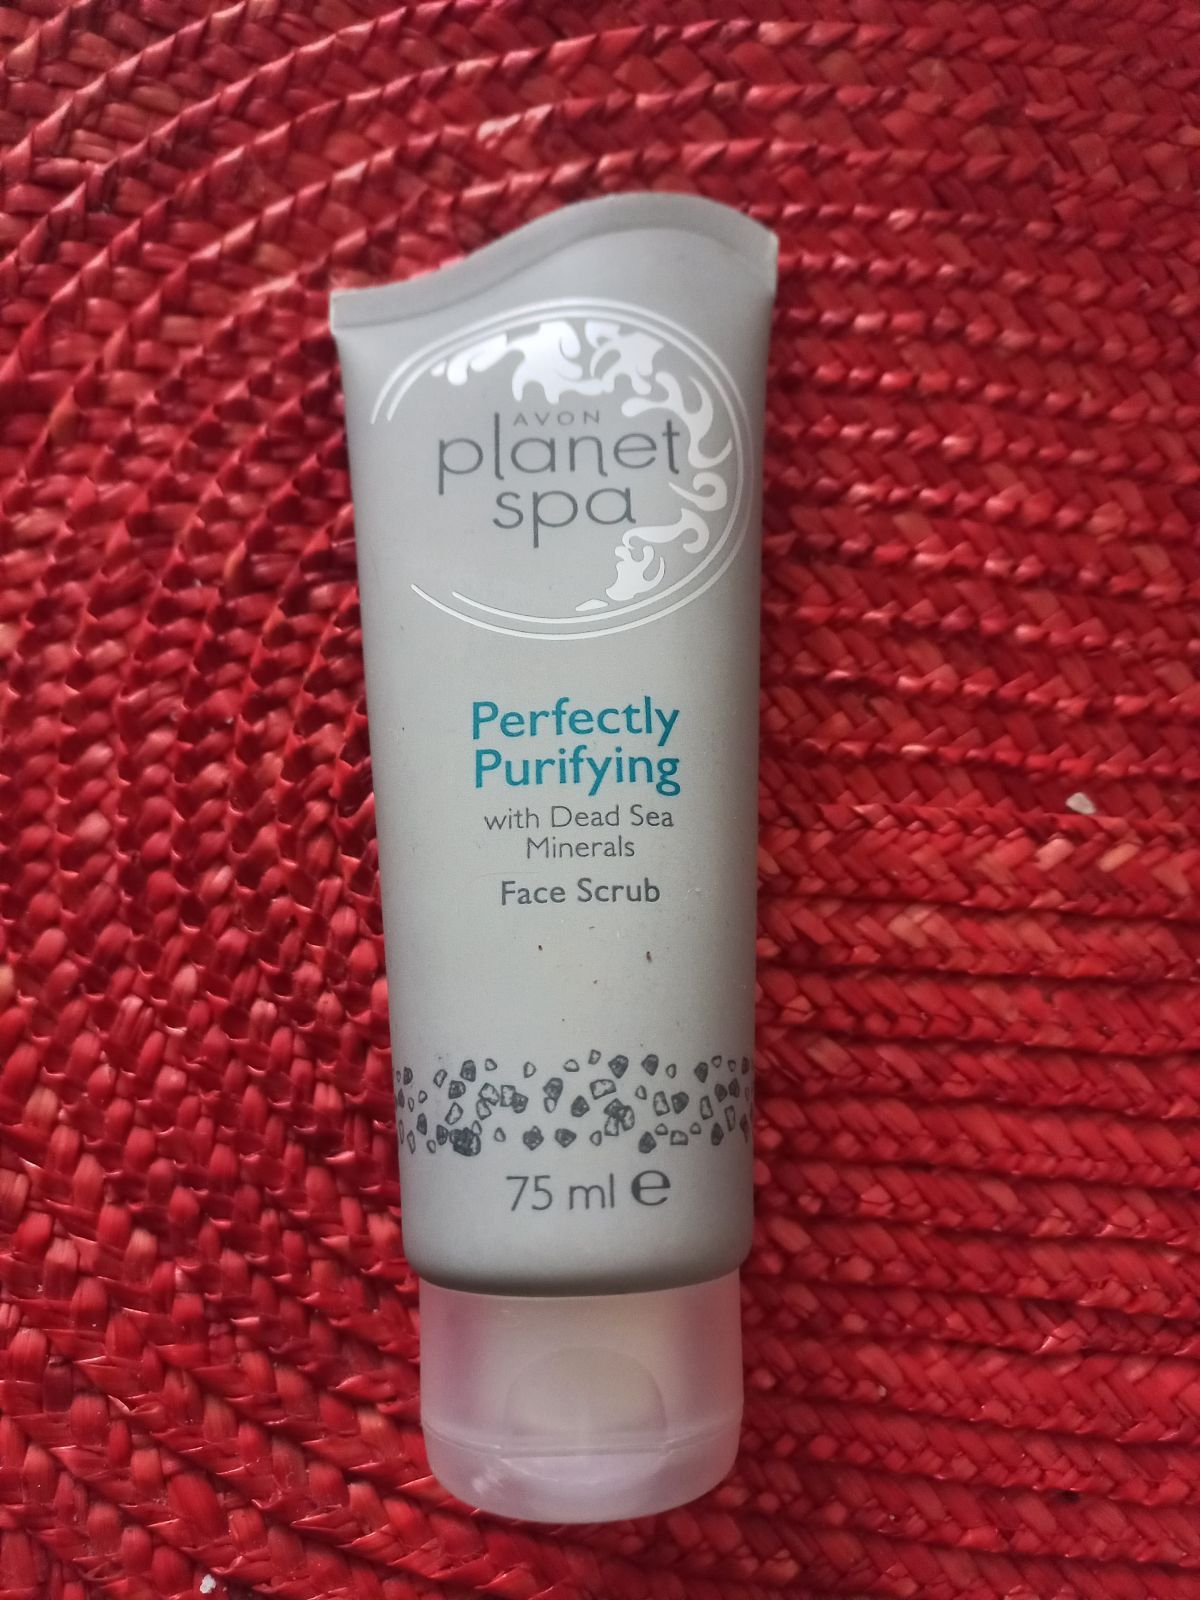 AVON
planet
spa
Perfectly
Purifying
with Dead Sea
Minerals
Face Scrub
75 ml ℮